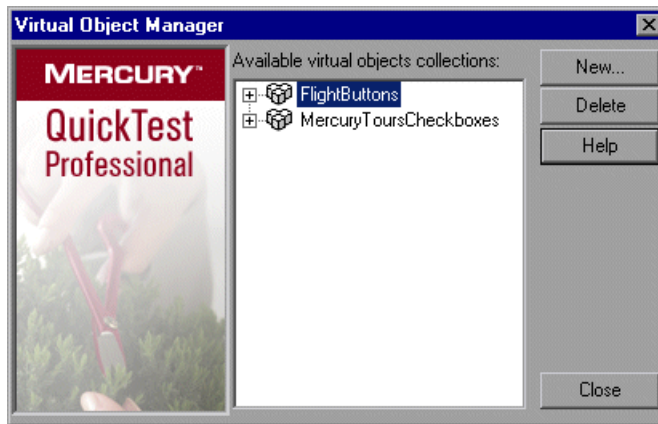 Virtual Object Manager
MERCURY™
QuickTest
Professional
Available virtual objects collections:
FlightButtons
MercuryToursCheckboxes
New...
Delete
Help
Close